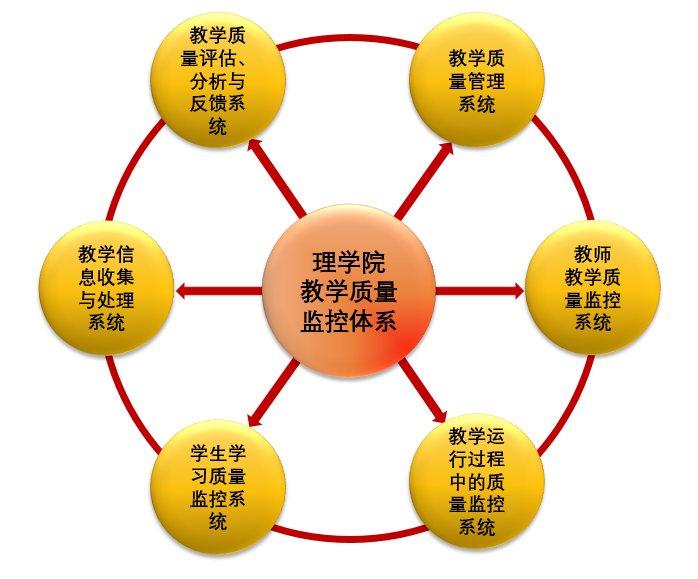 教学质
量评估、
分析与
反馈系
统
教学质
量管理
系统
教学信
息收集
与处理
系统
理学院
教学质量
监控体系
教师
教学质
量监控
系统
学生学
习质量
监控系
统
教学运
行过程
中的质
量监控
系统